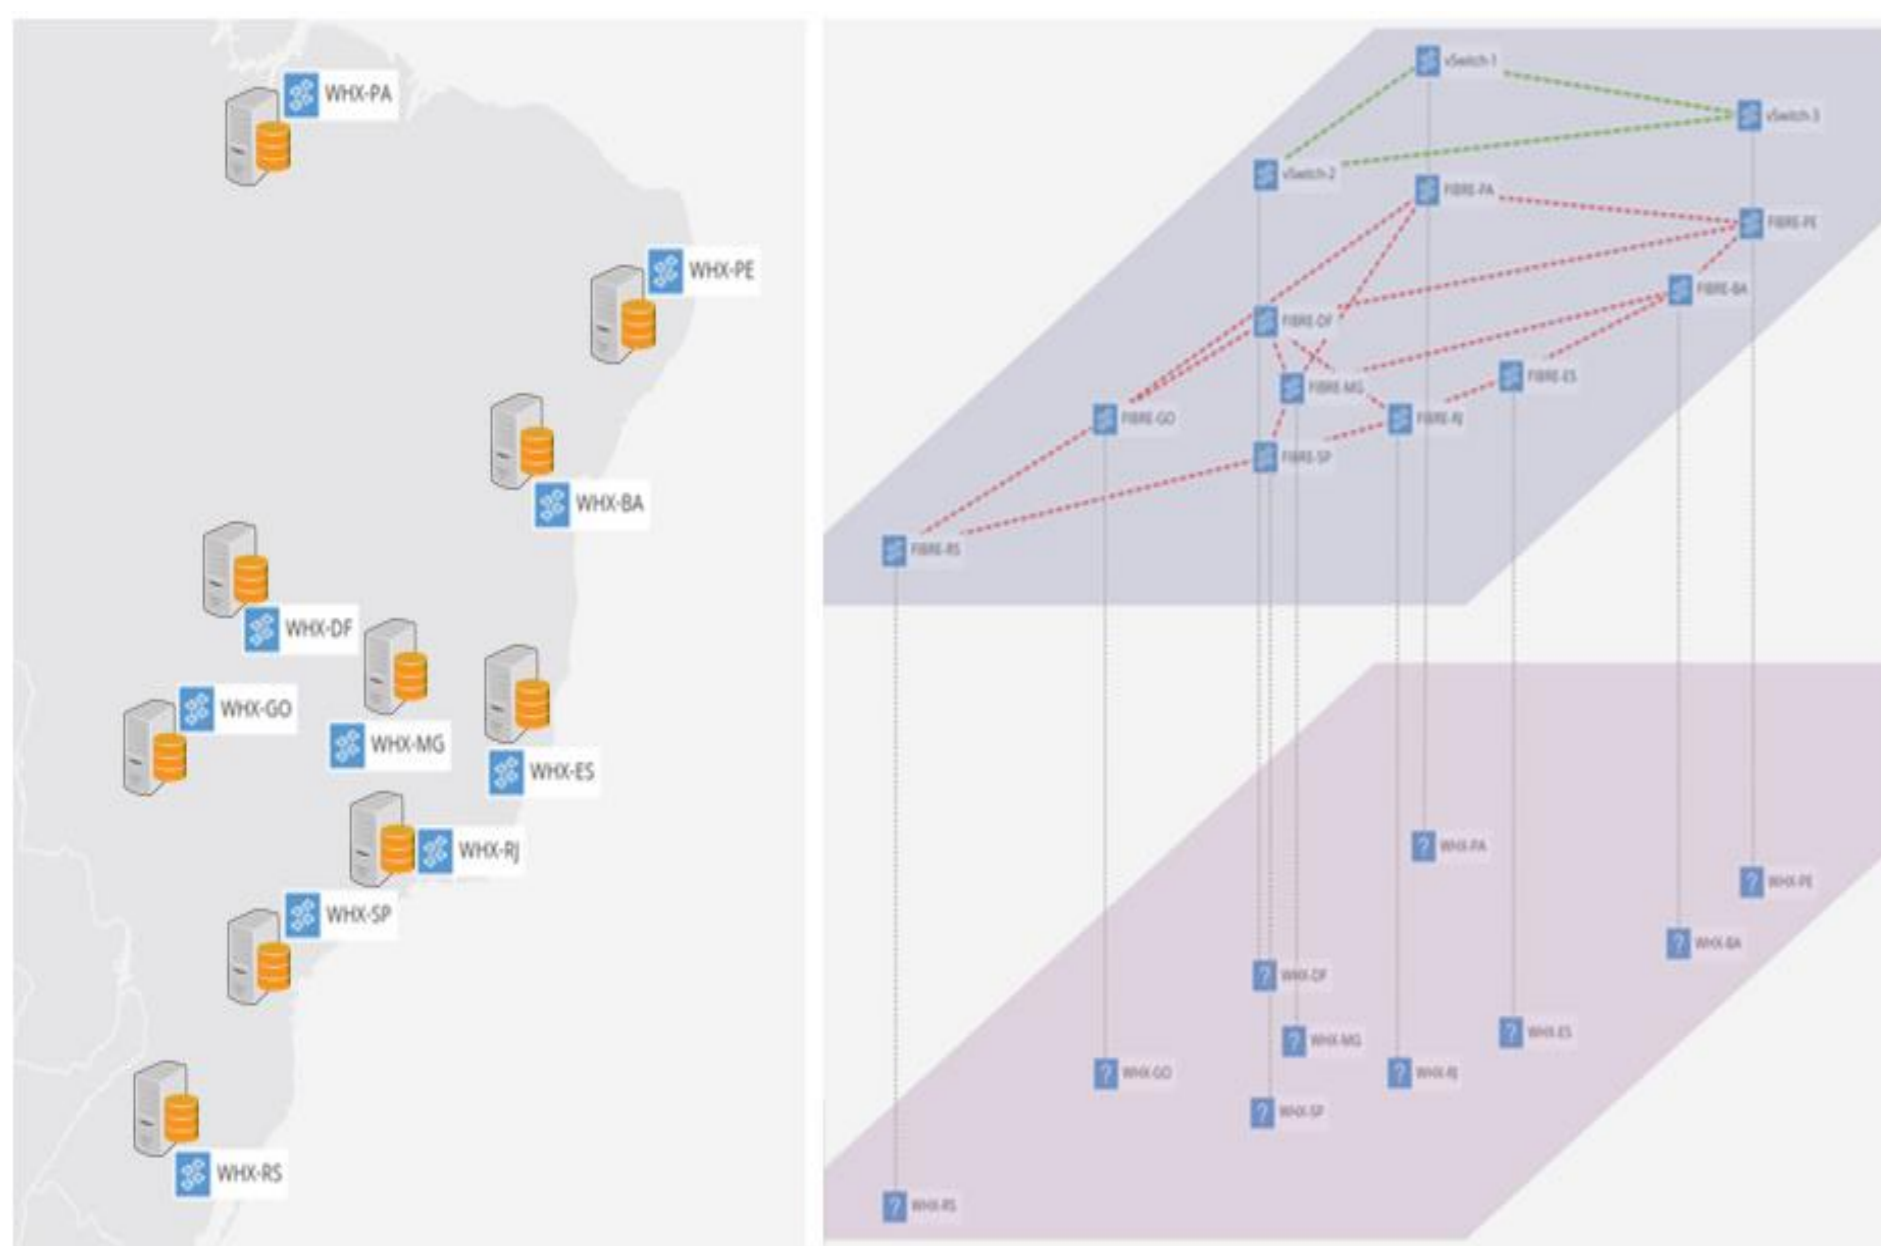 WHX-PA
WHX-PE
WHX-BA
WHX-DF
WHX-GO
WHX-MG
WHX-ES
WHX-RJ
WHX-SP
WHX-RS
vSwitch-1
vSwitch-3
vSwitch-2
FIBRE-PA
FIBRE-PE
FIBRE-BA
FIBRE-DF
FIBRE-ES
FIBRE-MG
FIBRE-GO
FIBRE-RJ
FIBRE-SP
FIBRE-RS
WHX-PA
WHX-PE
WHX-BA
WHX-DF
WHX-ES
WHX-MG
WHX-GO
WHX-RJ
WHX-SP
WHX-RS